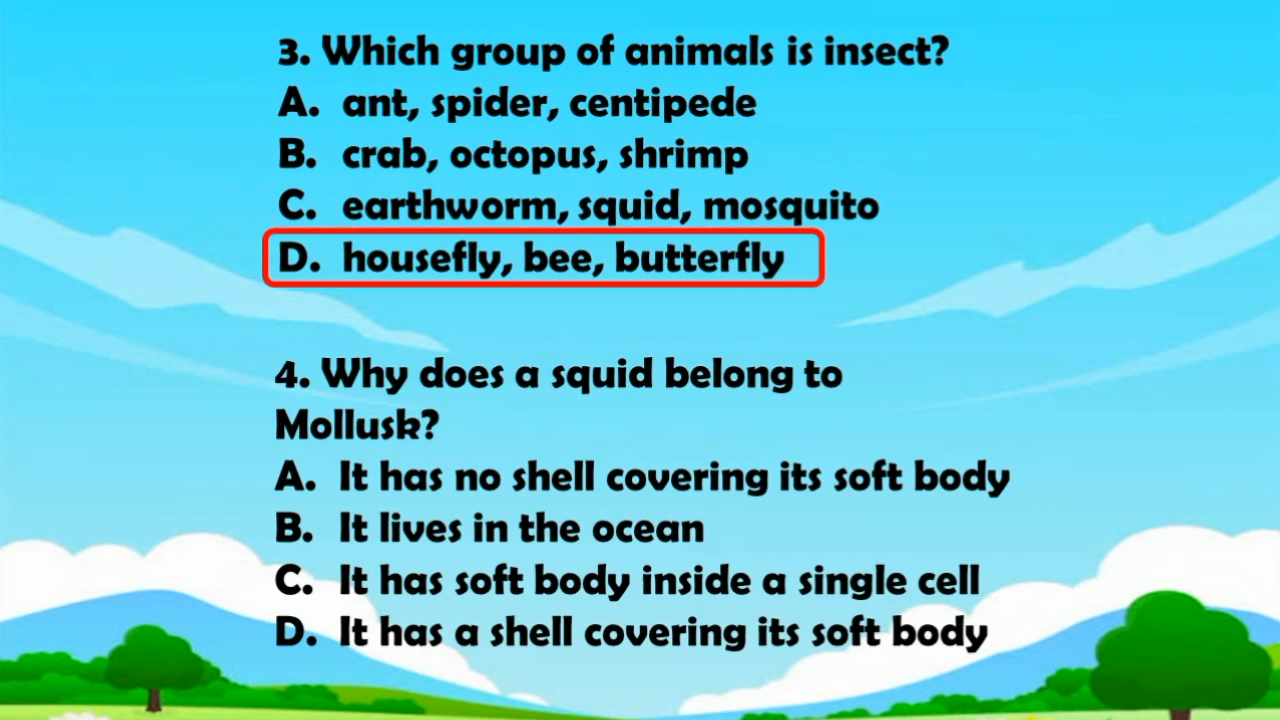 3. Which group of animals is insect?
A. ant, spider, centipede
B. crab, octopus, shrimp
C. earthworm, squid, mosquito
D. housefly, bee, butterfly
4. Why does a squid belong to
Mollusk?
A. It has no shell covering its soft body
B. It lives in the ocean
C. It has soft body inside a single cell
D. It has a shell covering its soft body